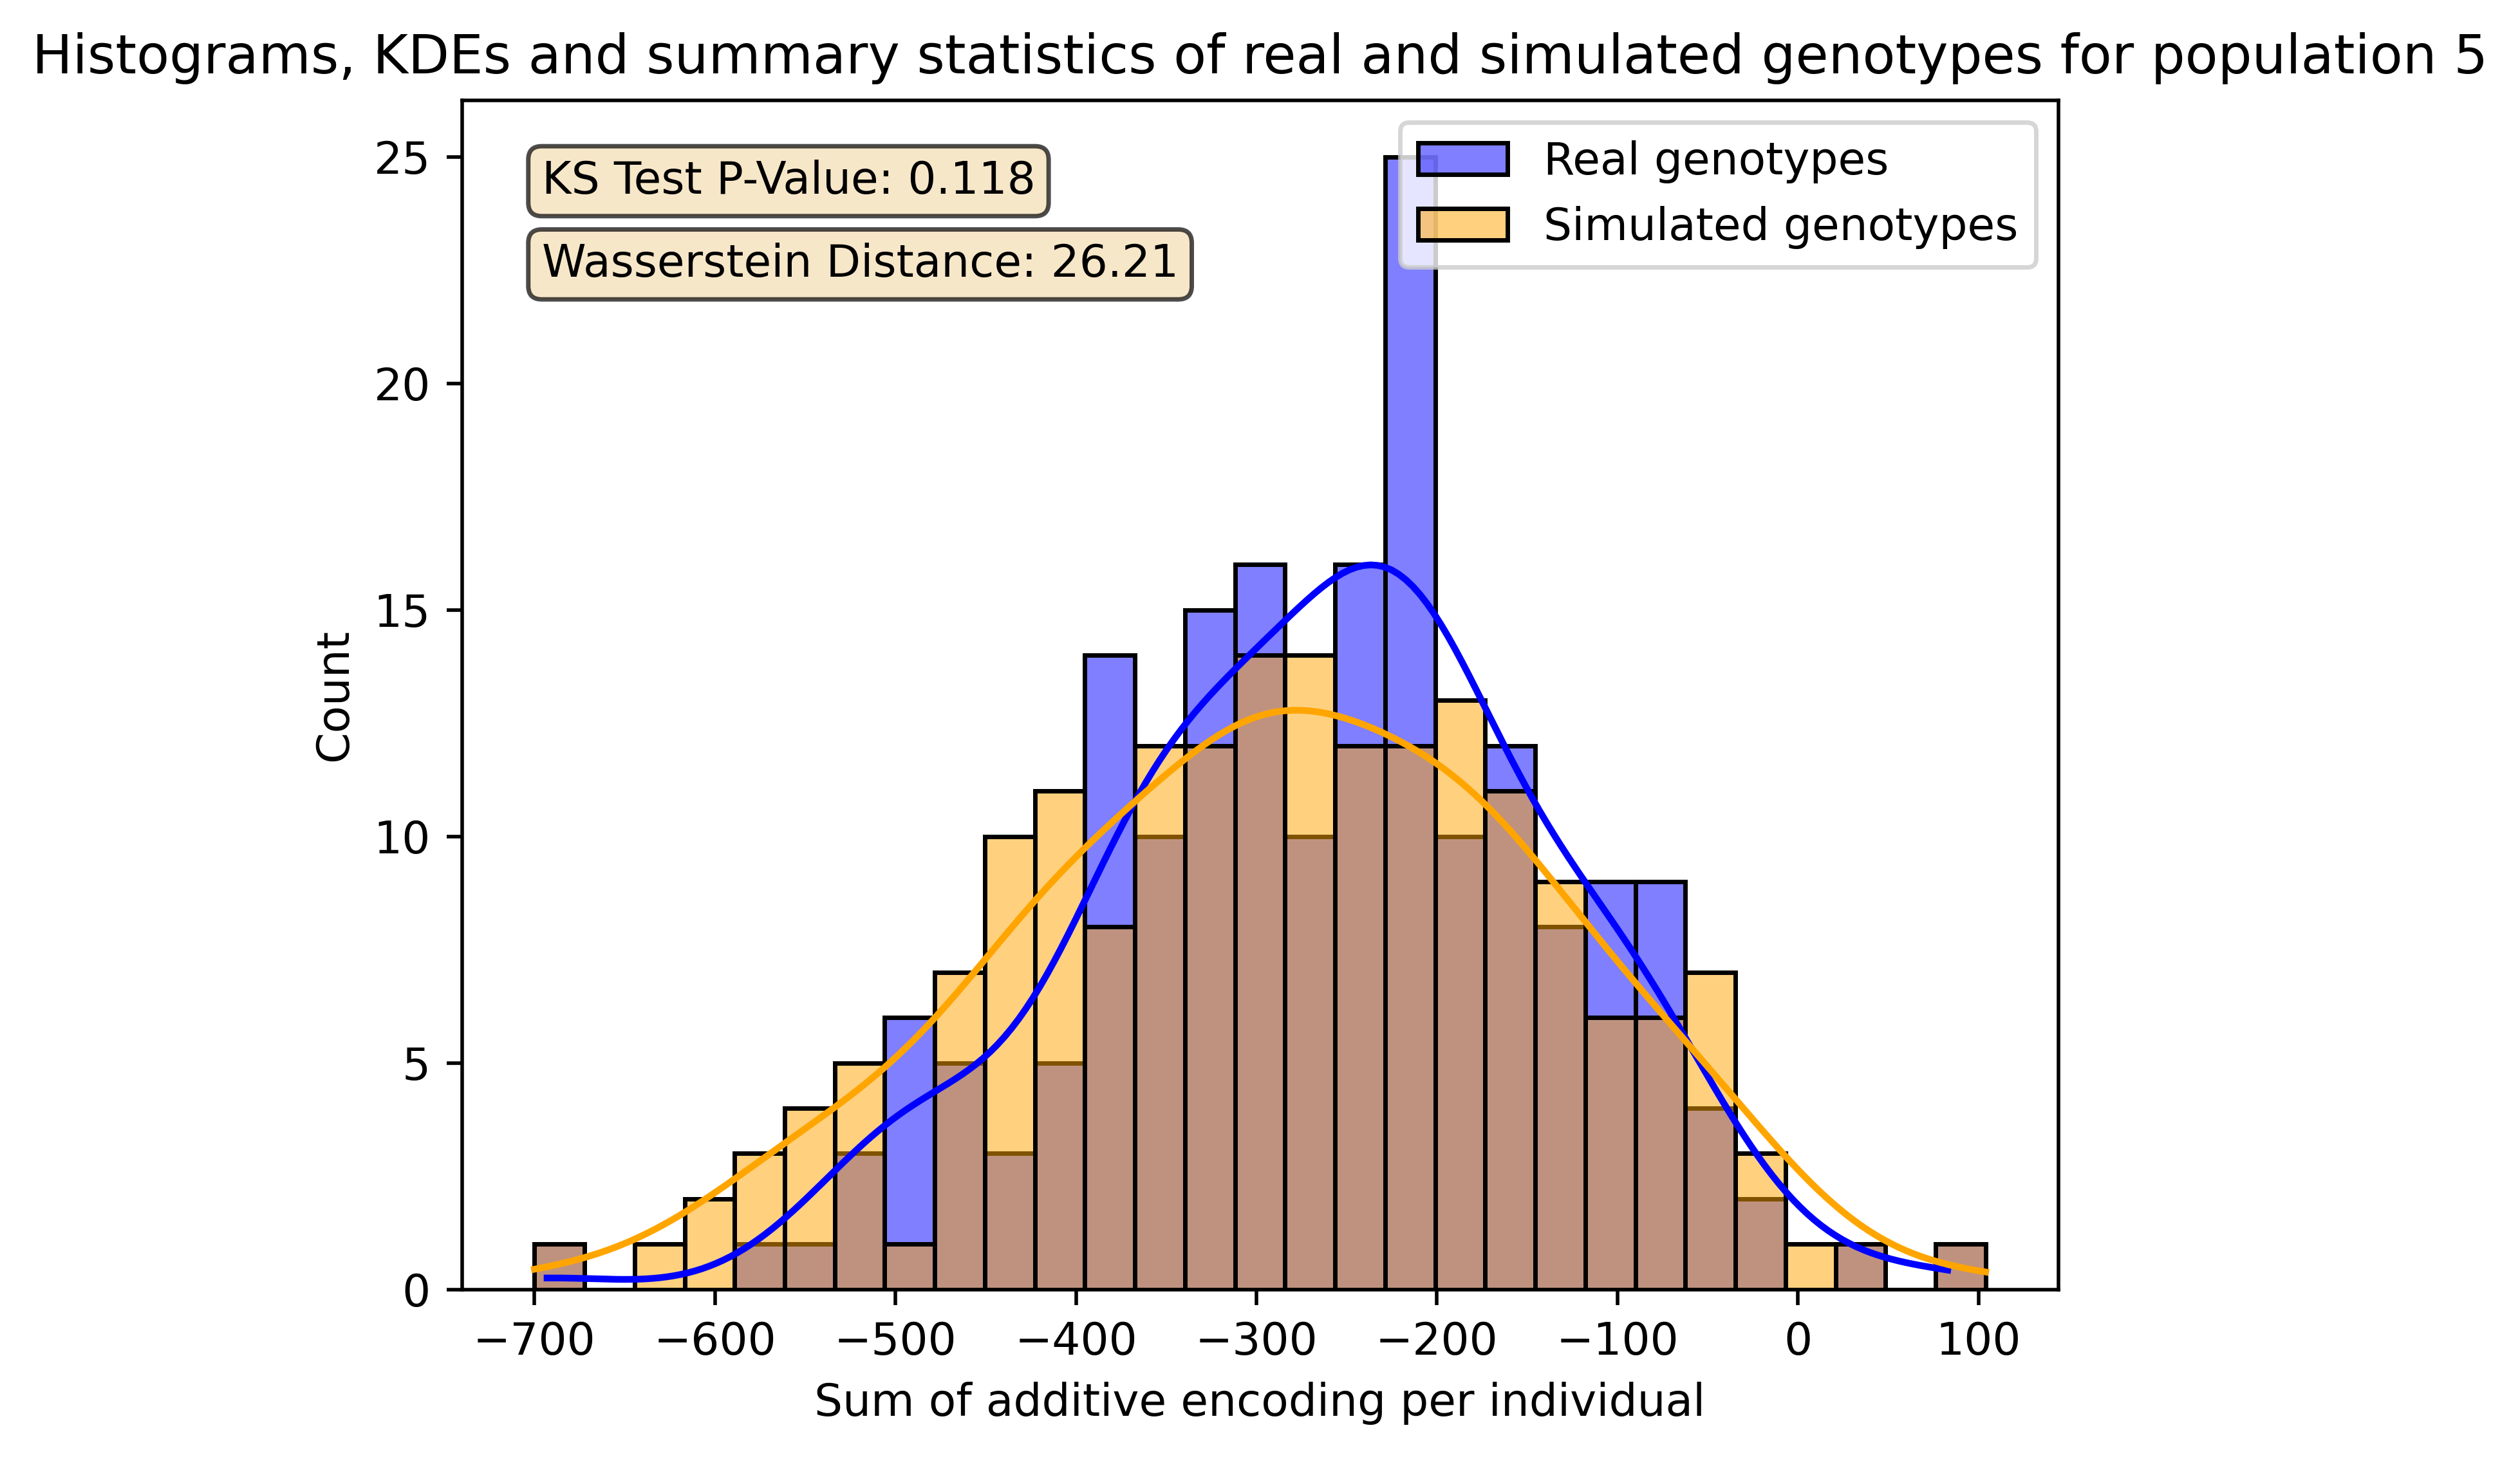 Histograms, KDEs and summary statistics of real and simulated genotypes for population 5
KS Test P-Value: 0.118
Wasserstein Distance: 26.21
Real genotypes
Simulated genotypes
Count
25
20
15
10
5
0
−700 −600 −500 −400 −300 −200 −100 0 100
Sum of additive encoding per individual